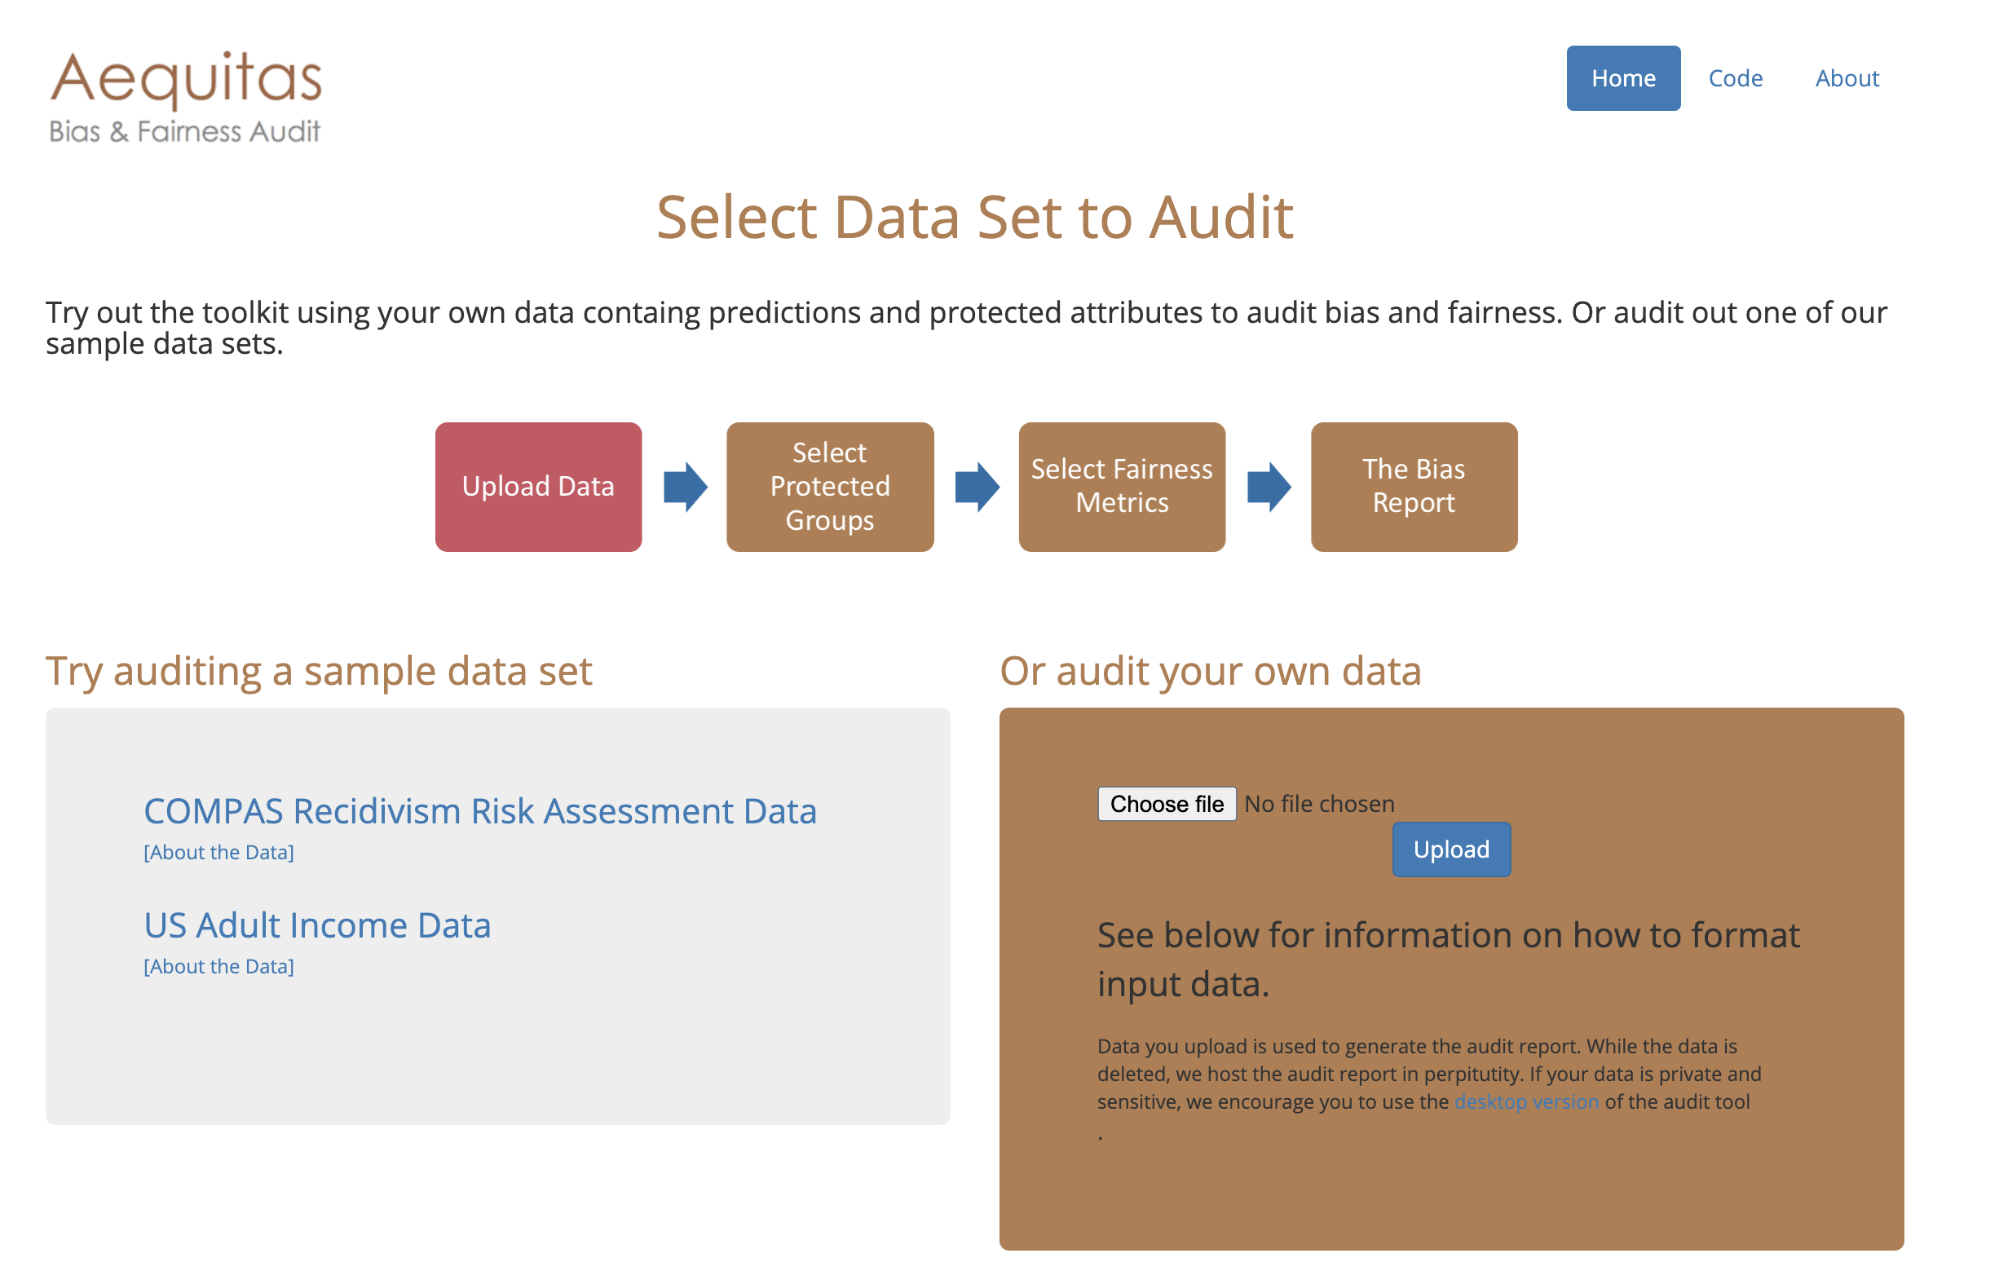 Aequitas
Bias & Fairness Audit
Home
Code
About
Select Data Set to Audit
Try out the toolkit using your own data containg predictions and protected attributes to audit bias and fairness. Or audit out one of our
sample data sets.
Upload Data
Select
Protected
Groups
Select Fairness
Metrics
The Bias
Report
Try auditing a sample data set
COMPAS Recidivism Risk Assessment Data
[About the Data]
US Adult Income Data
[About the Data]
Or audit your own data
Choose file No file chosen
Upload
See below for information on how to format
input data.
Data you upload is used to generate the audit report. While the data is
deleted, we host the audit report in perpitutity. If your data is private and
sensitive, we encourage you to use the desktop version of the audit tool
.